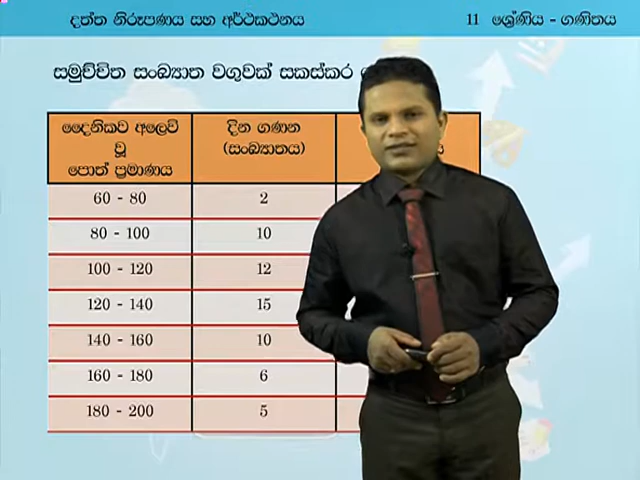 දත්ත නිරූපණය සහ අර්ථකථනය
11 ශ්‍රේණිය - ගණිතය
සමුච්චිත සංඛ්‍යාත වගුවක් සකස්කර
දෛනිකව අලෙවි වූ පොත් ප්‍රමාණය
දින ගණන (සංඛ්‍යාතය)
60 - 80 2
80 - 100 10
100 - 120 12
120 - 140 15
140 - 160 10
160 - 180 6
180 - 200 5